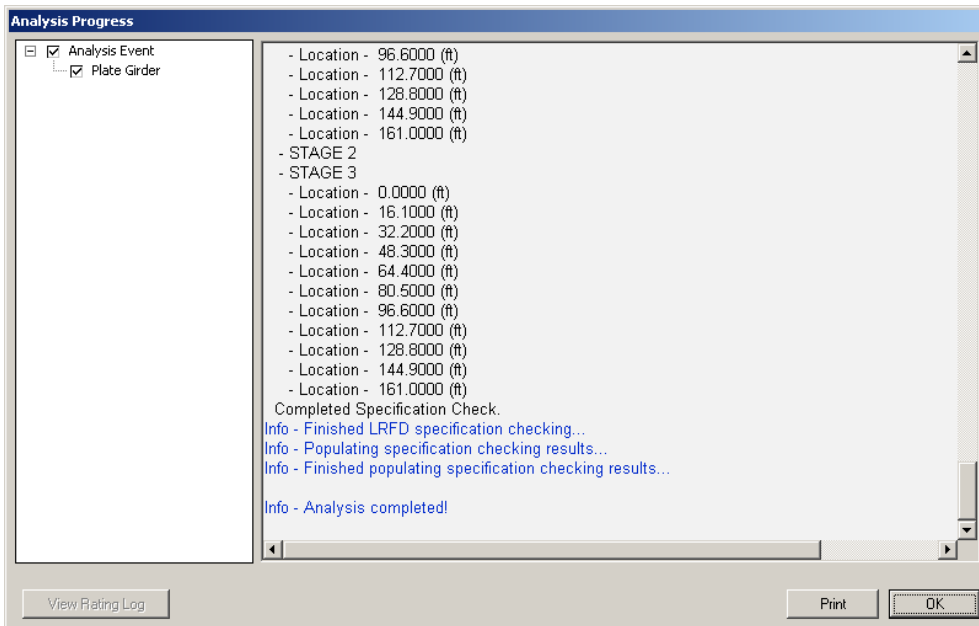 Analysis Progress
Analysis Event
Plate Girder
- Location - 96.6000 (ft)
- Location - 112.7000 (ft)
- Location - 128.8000 (ft)
- Location - 144.9000 (ft)
- Location - 161.0000 (ft)
- STAGE 2
- STAGE 3
- Location - 0.0000 (ft)
- Location - 16.1000 (ft)
- Location - 32.2000 (ft)
- Location - 48.3000 (ft)
- Location - 64.4000 (ft)
- Location - 80.5000 (ft)
- Location - 96.6000 (ft)
- Location - 112.7000 (ft)
- Location - 128.8000 (ft)
- Location - 144.9000 (ft)
- Location - 161.0000 (ft)
Completed Specification Check.
Info - Finished LRFD specification checking...
Info - Populating specification checking results...
Info - Finished populating specification checking results...
Info - Analysis completed!
View Rating Log
Print
OK